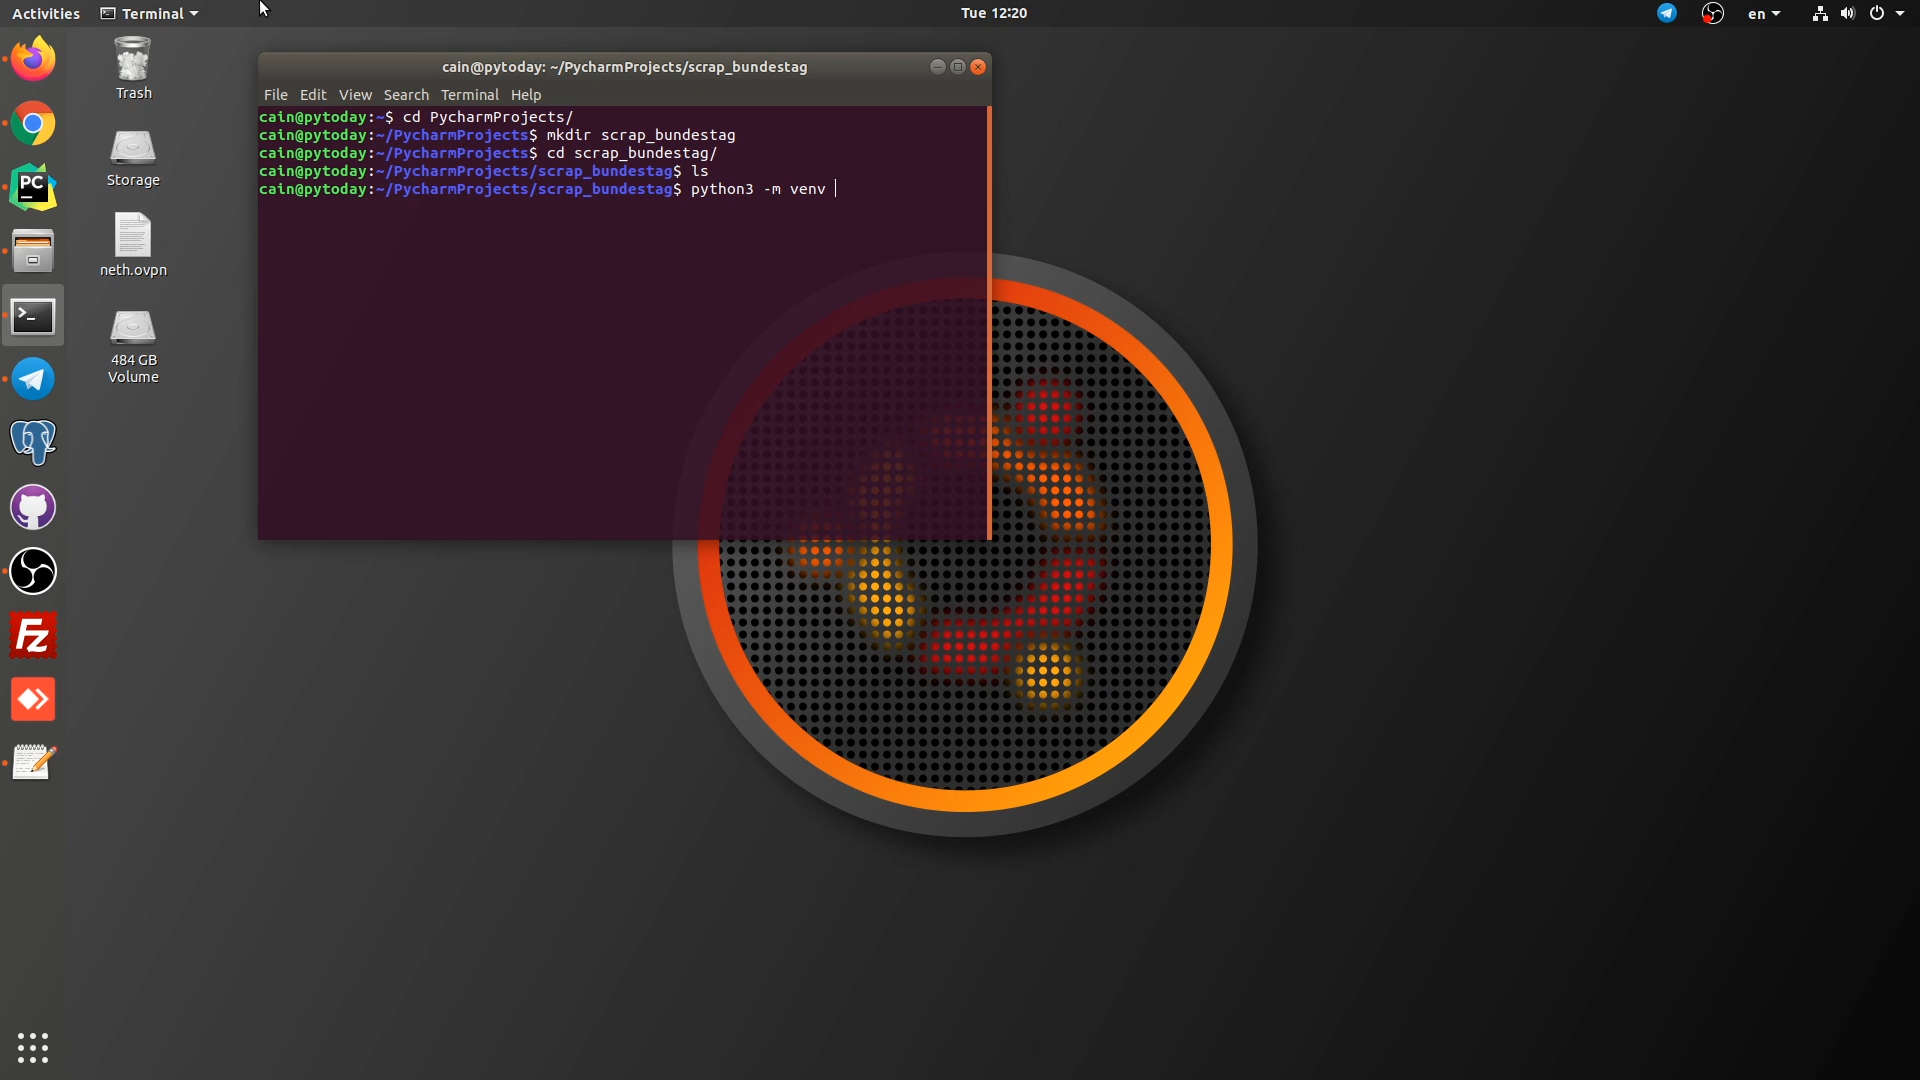 Activities Terminal Tue 12:20 en
Trash
Storage
neth.ovpn
484 GB
Volume
PC
Fz
cain@pytoday: ~/PycharmProjects/scrap_bundestag
File Edit View Search Terminal Help
cain@pytoday:~$ cd PycharmProjects/
cain@pytoday:~/PycharmProjects$ mkdir scrap_bundestag
cain@pytoday:~/PycharmProjects$ cd scrap_bundestag/
cain@pytoday:~/PycharmProjects/scrap_bundestag$ ls
cain@pytoday:~/PycharmProjects/scrap_bundestag$ python3 -m venv